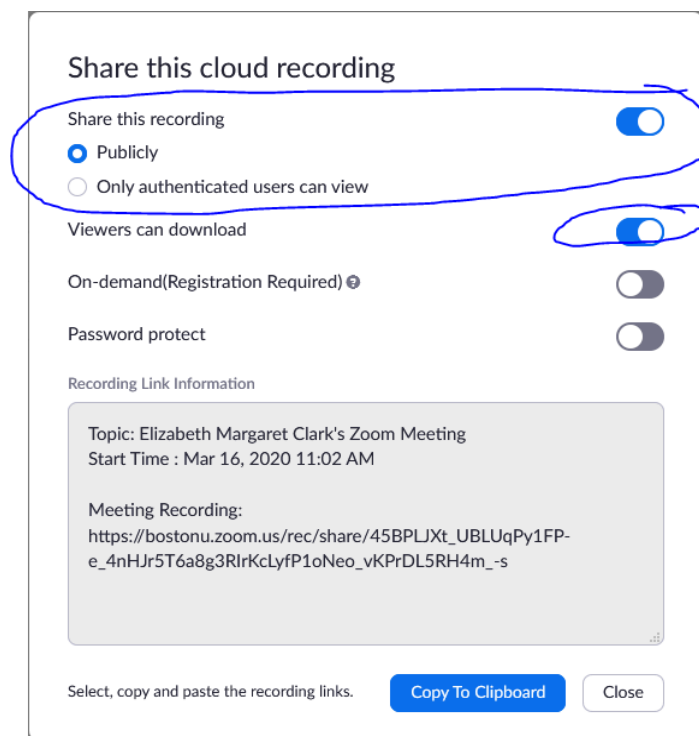 Share this cloud recording
Share this recording
Publicly
Only authenticated users can view
Viewers can download
On-demand(Registration Required) ?
Password protect
Recording Link Information
Topic: Elizabeth Margaret Clark's Zoom Meeting
Start Time : Mar 16, 2020 11:02 AM
Meeting Recording:
https://bostonu.zoom.us/rec/share/45BPLJXt_UBLUqPy1FP-
e_4nHJr5T6a8g3RIrKcLyfP1oNeo_vKPrDL5RH4m_-s
Select, copy and paste the recording links.
Copy To Clipboard
Close